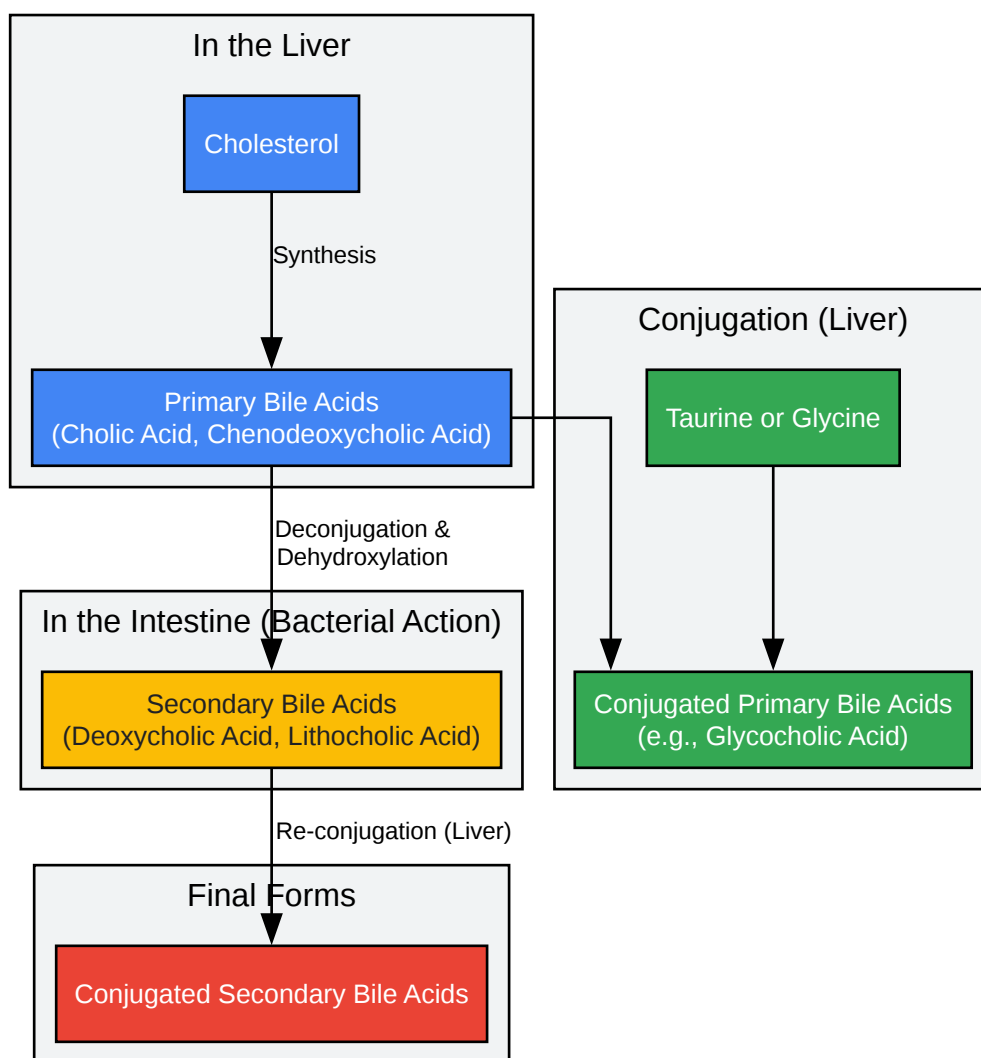 In the Liver
Cholesterol
Synthesis
Primary Bile Acids
(Cholic Acid, Chenodeoxycholic Acid)
Conjugation (Liver)
Taurine or Glycine
Deconjugation &
Dehydroxylation
In the Intestine (Bacterial Action)
Secondary Bile Acids
(Deoxycholic Acid, Lithocholic Acid)
Conjugated Primary Bile Acids
(e.g., Glycocholic Acid)
Re-conjugation (Liver)
Final Forms
Conjugated Secondary Bile Acids